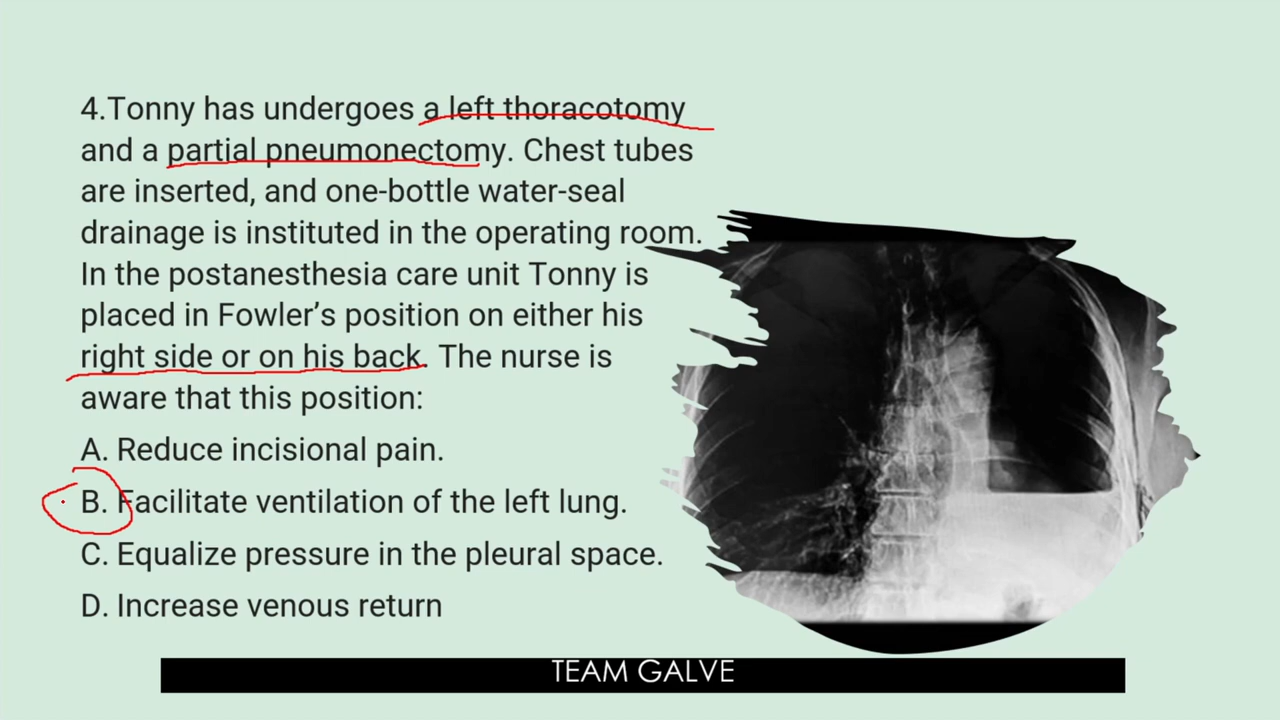 4.Tonny has undergoes a left thoracotomy
and a partial pneumonectomy. Chest tubes
are inserted, and one-bottle water-seal
drainage is instituted in the operating room.
In the postanesthesia care unit Tonny is
placed in Fowler’s position on either his
right side or on his back. The nurse is
aware that this position:
A. Reduce incisional pain.
B. Facilitate ventilation of the left lung.
C. Equalize pressure in the pleural space.
D. Increase venous return
TEAM GALVE